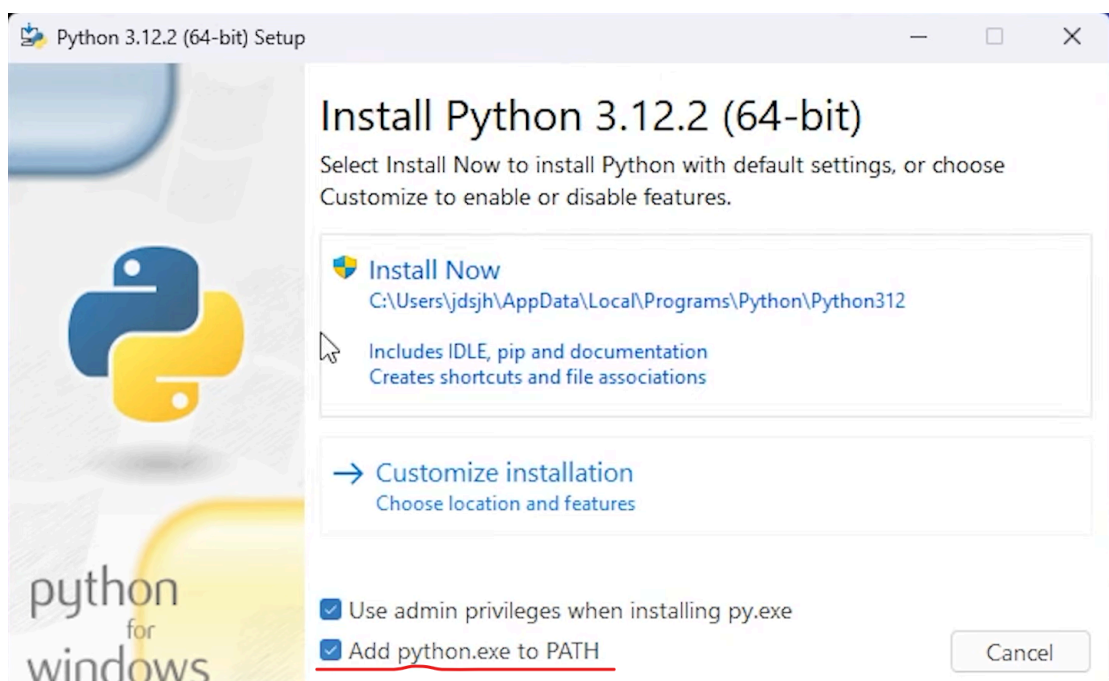 Python 3.12.2 (64-bit) Setup
Install Python 3.12.2 (64-bit)
Select Install Now to install Python with default settings, or choose
Customize to enable or disable features.
Install Now
C:\Users\jdsjh\AppData\Local\Programs\Python\Python312
Includes IDLE, pip and documentation
Creates shortcuts and file associations
Customize installation
Choose location and features
python
for
windows
Use admin privileges when installing py.exe
Add python.exe to PATH
Cancel